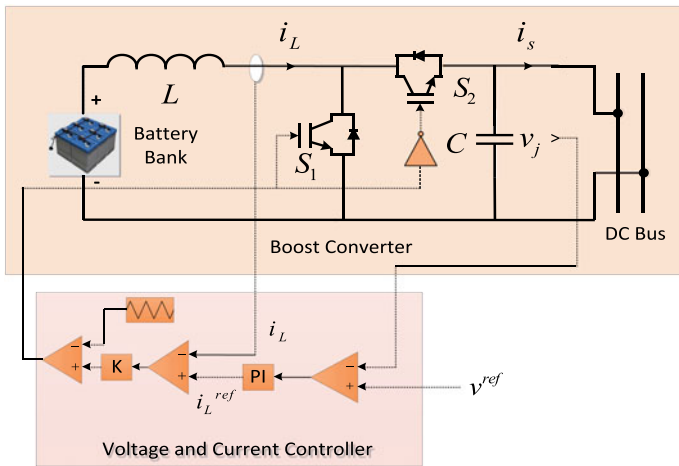 i_L
i_s
L
S_2
+
Battery
Bank
S_1
C
v_j
-
DC Bus
Boost Converter
i_L
−
+
K
−
+
PI
−
+
i_L^{ref}
v^{ref}
Voltage and Current Controller